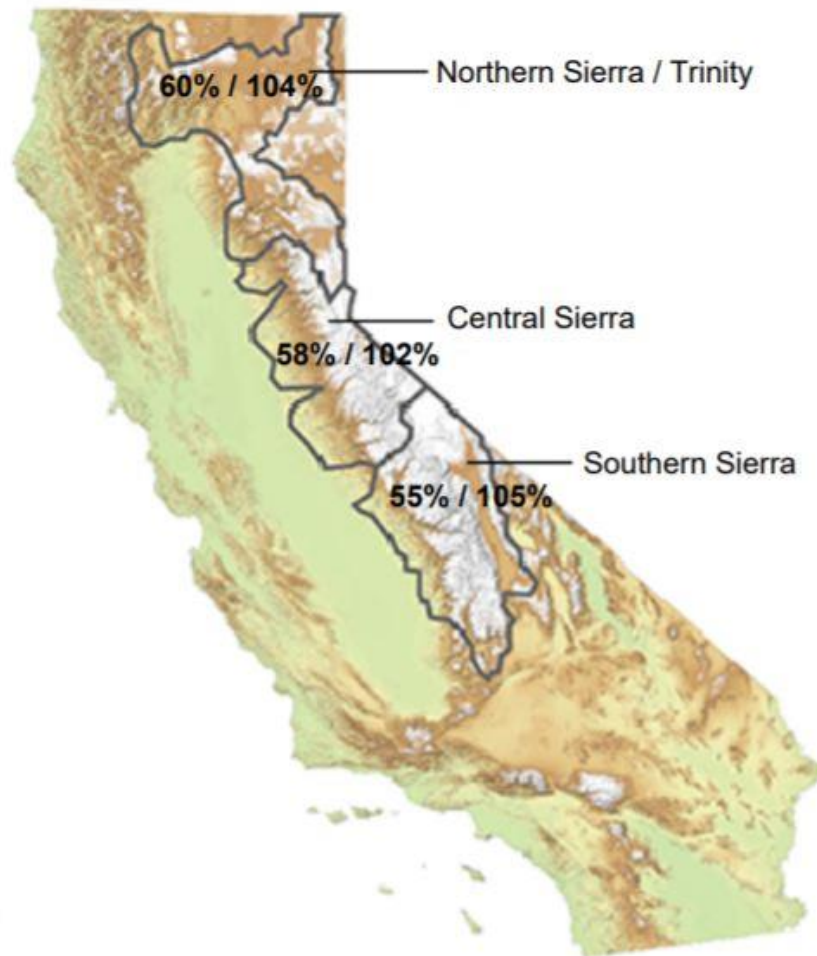 60% / 104%
Northern Sierra / Trinity
Central Sierra
58% / 102%
Southern Sierra
55% / 105%